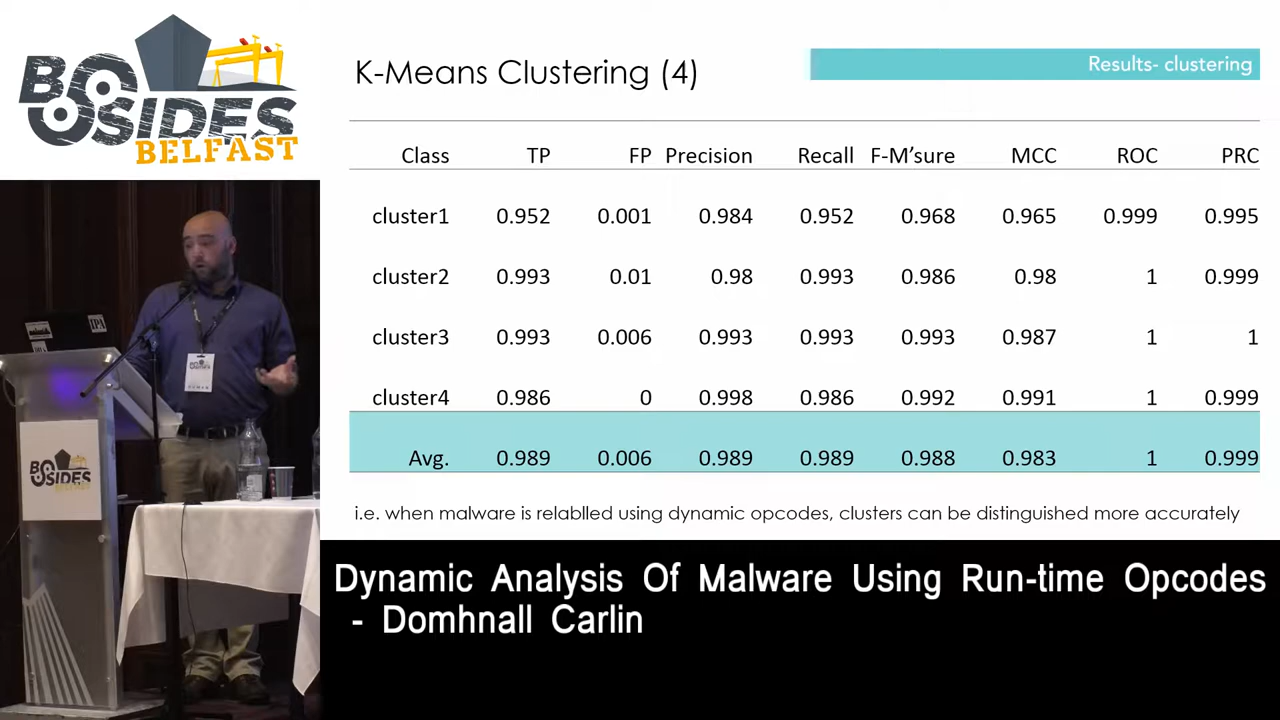 BSIDES
BELFAST
K-Means Clustering (4)
Results- clustering
Class TP FP Precision Recall F-M’sure MCC ROC PRC
cluster1 0.952 0.001 0.984 0.952 0.968 0.965 0.999 0.995
cluster2 0.993 0.01 0.98 0.993 0.986 0.98 1 0.999
cluster3 0.993 0.006 0.993 0.993 0.993 0.987 1 1
cluster4 0.986 0 0.998 0.986 0.992 0.991 1 0.999
Avg. 0.989 0.006 0.989 0.989 0.988 0.983 1 0.999
i.e. when malware is relablled using dynamic opcodes, clusters can be distinguished more accurately
IPA
BSIDES
BELFAST
Dynamic Analysis Of Malware Using Run-time Opcodes
- Domhnall Carlin